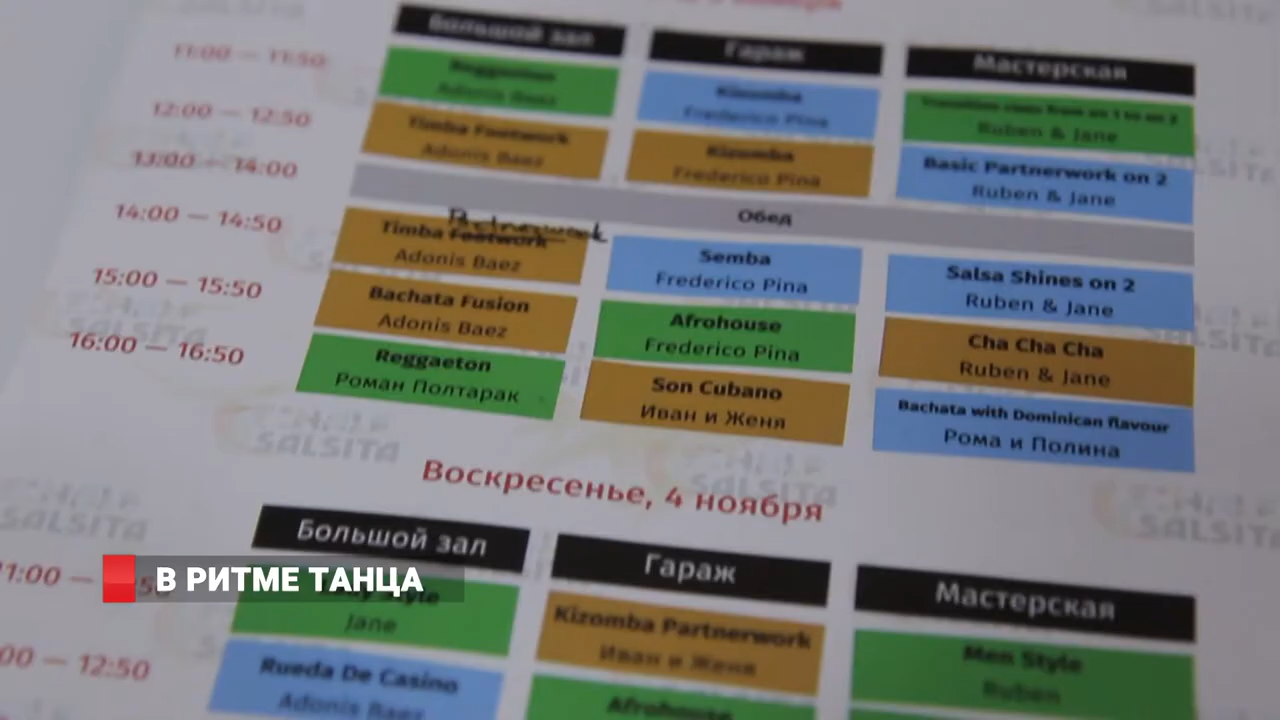 Большой зал
Гараж
Мастерская
11:00 — 11:50
Reggaeton
Adonis Baez
Kizomba
Frederico Pina
Ruben & Jane
12:00 — 12:50
Timba Footwork
Adonis Baez
Kizomba
Frederico Pina
Basic Partnerwork on 2
Ruben & Jane
13:00 — 14:00
Обед
14:00 — 14:50
Timba Footwork
Adonis Baez
Semba
Frederico Pina
Salsa Shines on 2
Ruben & Jane
15:00 — 15:50
Bachata Fusion
Adonis Baez
Afrohouse
Frederico Pina
Cha Cha Cha
Ruben & Jane
16:00 — 16:50
Reggaeton
Роман Полтарак
Son Cubano
Иван и Женя
Bachata with Dominican flavour
Рома и Полина
SALSITA
Воскресенье, 4 ноября
Большой зал
Гараж
Мастерская
В РИТМЕ ТАНЦА
Jane
Kizomba Partnerwork
Иван и Женя
Men Style
Ruben
00 — 12:50
Rueda De Casino
Adonis Baez
Afrohouse